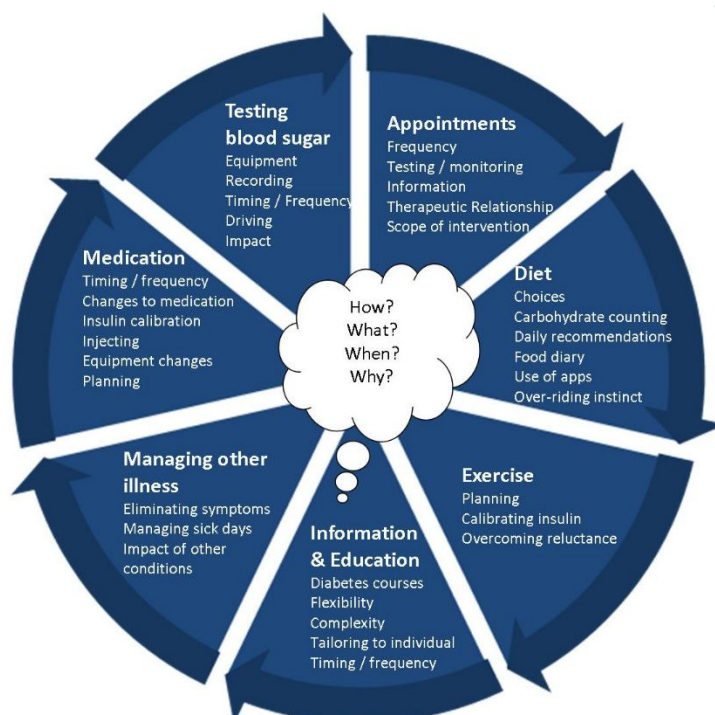 Testing
blood sugar
Equipment
Recording
Timing / Frequency
Driving
Impact
Appointments
Frequency
Testing / monitoring
Information
Therapeutic Relationship
Scope of intervention
Diet
Choices
Carbohydrate counting
Daily recommendations
Food diary
Use of apps
Over-riding instinct
Exercise
Planning
Calibrating insulin
Overcoming reluctance
Information
& Education
Diabetes courses
Flexibility
Complexity
Tailoring to individual
Timing / frequency
Managing other
illness
Eliminating symptoms
Managing sick days
Impact of other
conditions
Medication
Timing / frequency
Changes to medication
Insulin calibration
Injecting
Equipment changes
Planning
How?
What?
When?
Why?